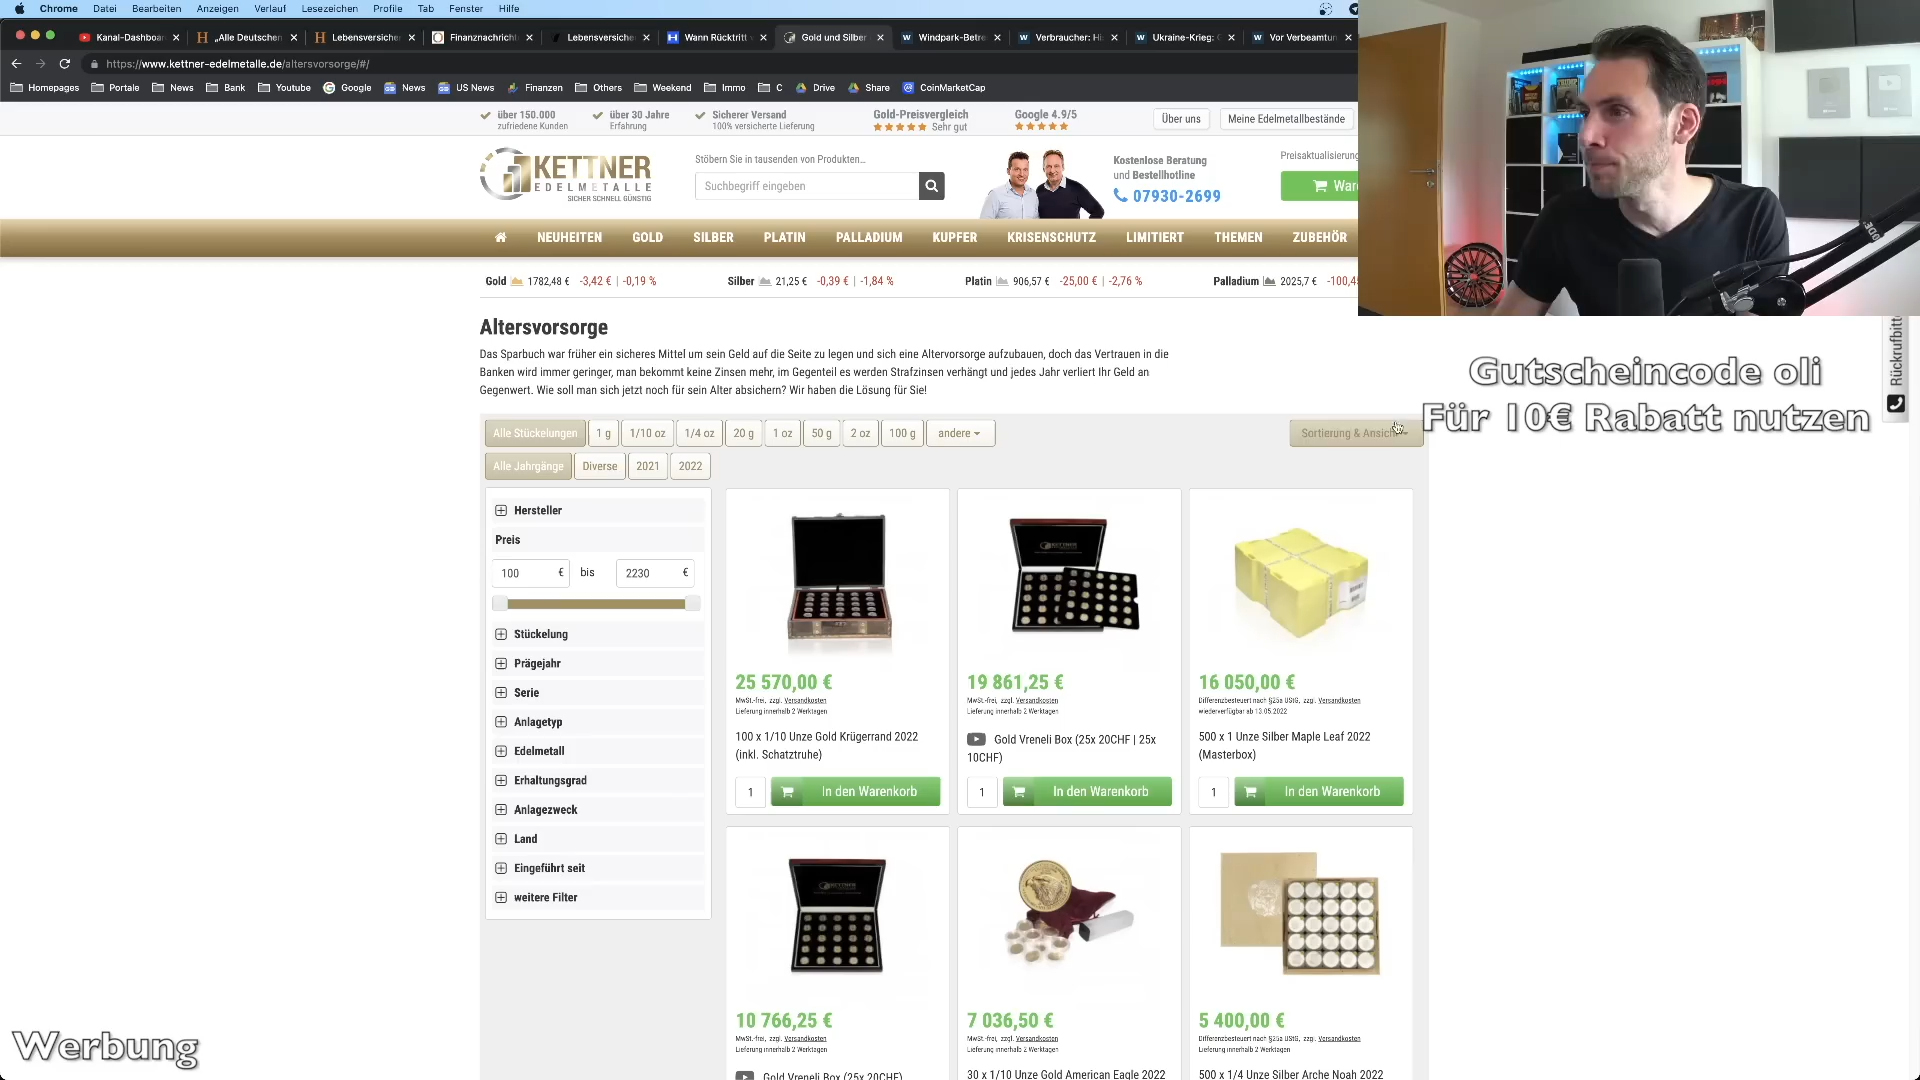 Chrome Datei Bearbeiten Anzeigen Verlauf Lesezeichen Profile Tab Fenster Hilfe
Kanal-Dashboar „Alle Deutschen Lebensversicher Finanznachricht Lebensversiche Wann Rücktritt v Gold und Silber Windpark-Betre Verbraucher: Hi Ukraine-Krieg: G Vor Verbeamtun
https://www.kettner-edelmetalle.de/altersvorsorge/#/
Homepages Portale News Bank Youtube Google News US News Finanzen Others Weekend Immo C Drive Share CoinMarketCap
über 150.000
zufriedene Kunden
über 30 Jahre
Erfahrung
Sicherer Versand
100% versicherte Lieferung
Gold-Preisvergleich
Sehr gut
Google 4.9/5
Über uns
Meine Edelmetallbestände
KETTNER
EDELMETALLE
SICHER SCHNELL GÜNSTIG
Stöbern Sie in tausenden von Produkten...
Suchbegriff eingeben
Kostenlose Beratung
und Bestellhotline
07930-2699
Preisaktualisierung
War
NEUHEITEN GOLD SILBER PLATIN PALLADIUM KUPFER KRISENSCHUTZ LIMITIERT THEMEN ZUBEHÖR
Gold 1782,48 € -3,42 € | -0,19 % Silber 21,25 € -0,39 € | -1,84 % Platin 906,57 € -25,00 € | -2,76 % Palladium 2025,7 € -100,4
Altersvorsorge
Das Sparbuch war früher ein sicheres Mittel um sein Geld auf die Seite zu legen und sich eine Altervorsorge aufzubauen, doch das Vertrauen in die
Banken wird immer geringer, man bekommt keine Zinsen mehr, im Gegenteil es werden Strafzinsen verhängt und jedes Jahr verliert Ihr Geld an
Gegenwert. Wie soll man sich jetzt noch für sein Alter absichern? Wir haben die Lösung für Sie!
Rückrufbitte
Gutscheincode oli
Für 10€ Rabatt nutzen
Alle Stückelungen 1 g 1/10 oz 1/4 oz 20 g 1 oz 50 g 2 oz 100 g andere
Sortierung & Ansicht
Alle Jahrgänge Diverse 2021 2022
Hersteller
Preis
100 € bis 2230 €
Stückelung
Prägejahr
Serie
Anlagetyp
Edelmetall
Erhaltungsgrad
Anlagezweck
Land
Eingeführt seit
weitere Filter
25 570,00 €
MwSt.-frei, zzgl. Versandkosten
Lieferung innerhalb 2 Werktagen
100 x 1/10 Unze Gold Krügerrand 2022
(inkl. Schatztruhe)
1 In den Warenkorb
KETTNER
19 861,25 €
MwSt.-frei, zzgl. Versandkosten
Lieferung innerhalb 2 Werktagen
Gold Vreneli Box (25x 20CHF | 25x
10CHF)
1 In den Warenkorb
16 050,00 €
Differenzbesteuert nach §25a UStG, zzgl. Versandkosten
wiederverfügbar ab 13.05.2022
500 x 1 Unze Silber Maple Leaf 2022
(Masterbox)
1 In den Warenkorb
KETTNER
10 766,25 €
MwSt.-frei, zzgl. Versandkosten
Lieferung innerhalb 2 Werktagen
Gold Vreneli Box (25x 20CHF)
7 036,50 €
MwSt.-frei, zzgl. Versandkosten
Lieferung innerhalb 2 Werktagen
30 x 1/10 Unze Gold American Eagle 2022
5 400,00 €
Differenzbesteuert nach §25a UStG, zzgl. Versandkosten
Lieferung innerhalb 2 Werktagen
500 x 1/4 Unze Silber Arche Noah 2022
Werbung